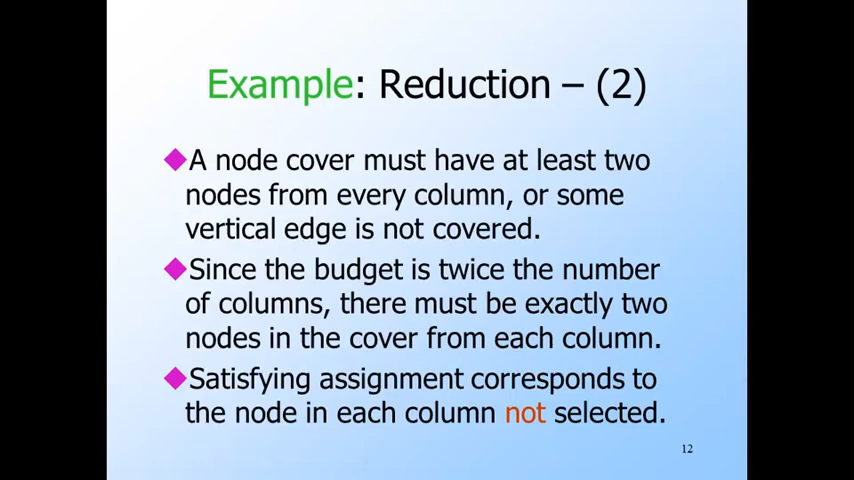 Example: Reduction – (2)
A node cover must have at least two
nodes from every column, or some
vertical edge is not covered.
Since the budget is twice the number
of columns, there must be exactly two
nodes in the cover from each column.
Satisfying assignment corresponds to
the node in each column not selected.
12